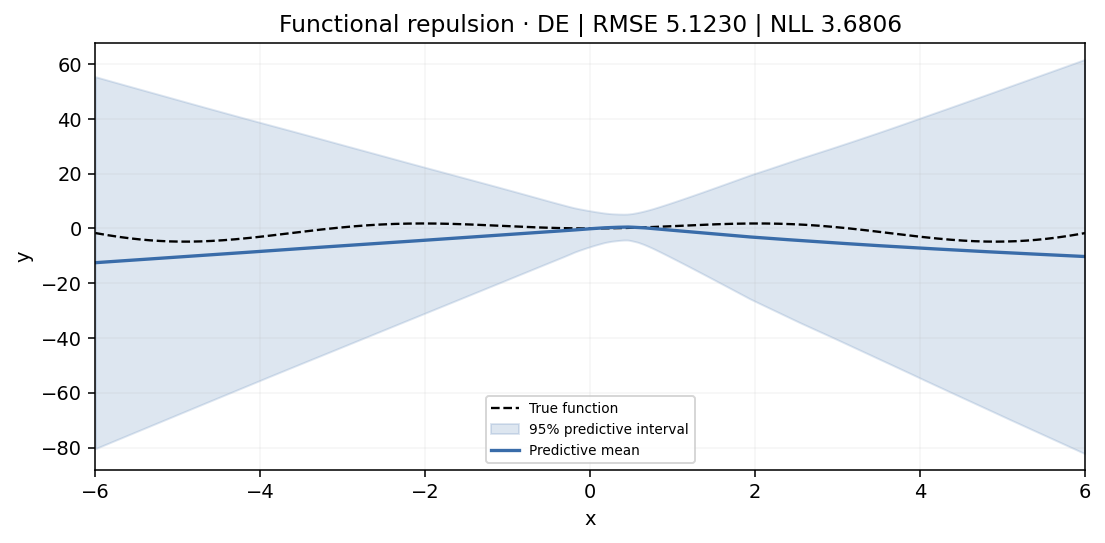 Functional repulsion · DE | RMSE 5.1230 | NLL 3.6806
60
40
20
0
−20
−40
−60
−80
y
True function
95% predictive interval
Predictive mean
−6
−4
−2
0
2
4
6
x